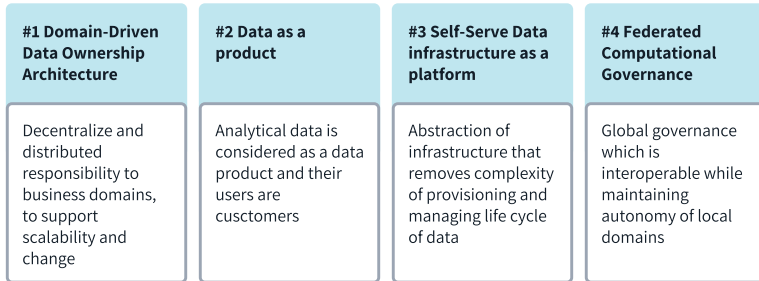 #1 Domain-Driven
Data Ownership
Architecture
Decentralize and
distributed
responsibility to
business domains,
to support
scalability and
change
#2 Data as a
product
Analytical data is
considered as a data
product and their
users are
cusctomers
#3 Self-Serve Data
infrastructure as a
platform
Abstraction of
infrastructure that
removes complexity
of provisioning and
managing life cycle
of data
#4 Federated
Computational
Governance
Global governance
which is
interoperable while
maintaining
autonomy of local
domains